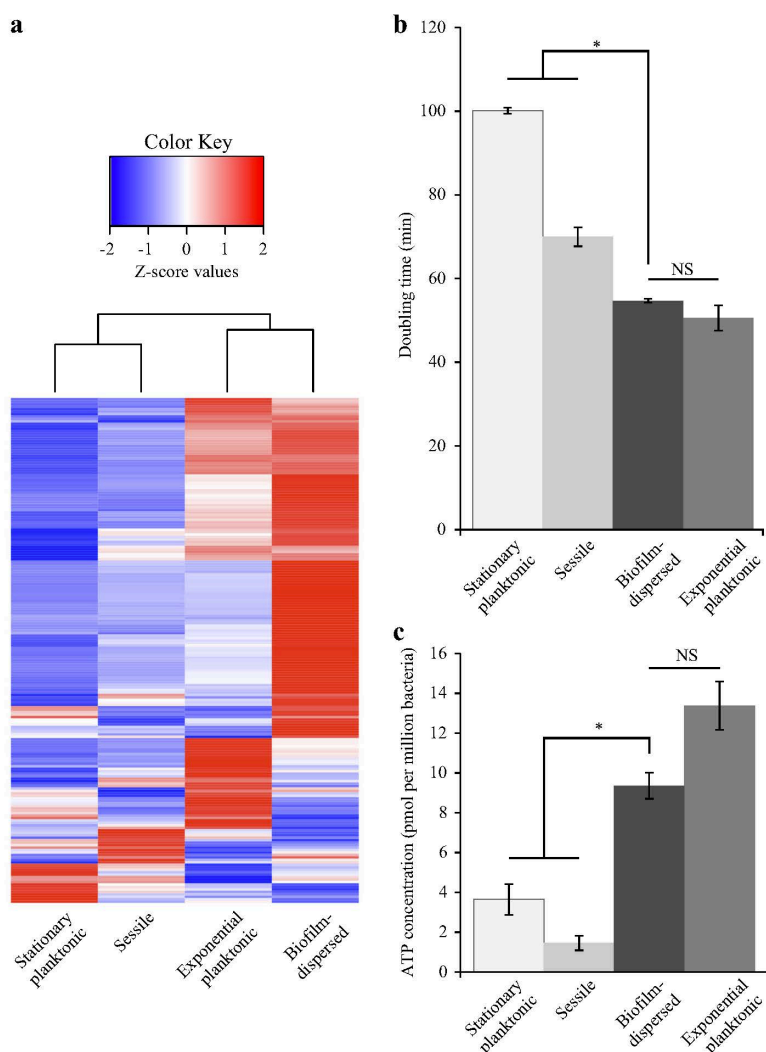 a
Color Key
-2 -1 0 1 2
Z-score values
Stationary
planktonic
Sessile
Exponential
planktonic
Biofilm-
dispersed
b
120
100
80
60
40
20
0
Doubling time (min)
*
NS
Stationary
planktonic
Sessile
Biofilm-
dispersed
Exponential
planktonic
c
16
14
12
10
8
6
4
2
0
ATP concentration (pmol per million bacteria)
NS
*
Stationary
planktonic
Sessile
Biofilm-
dispersed
Exponential
planktonic